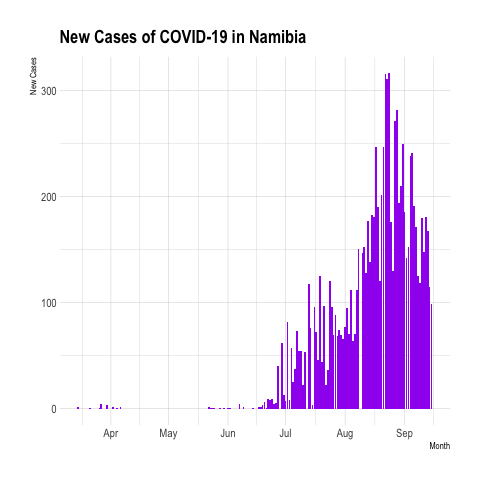 New Cases of COVID-19 in Namibia
New Cases
300
200
100
0
Apr May Jun Jul Aug Sep
Month